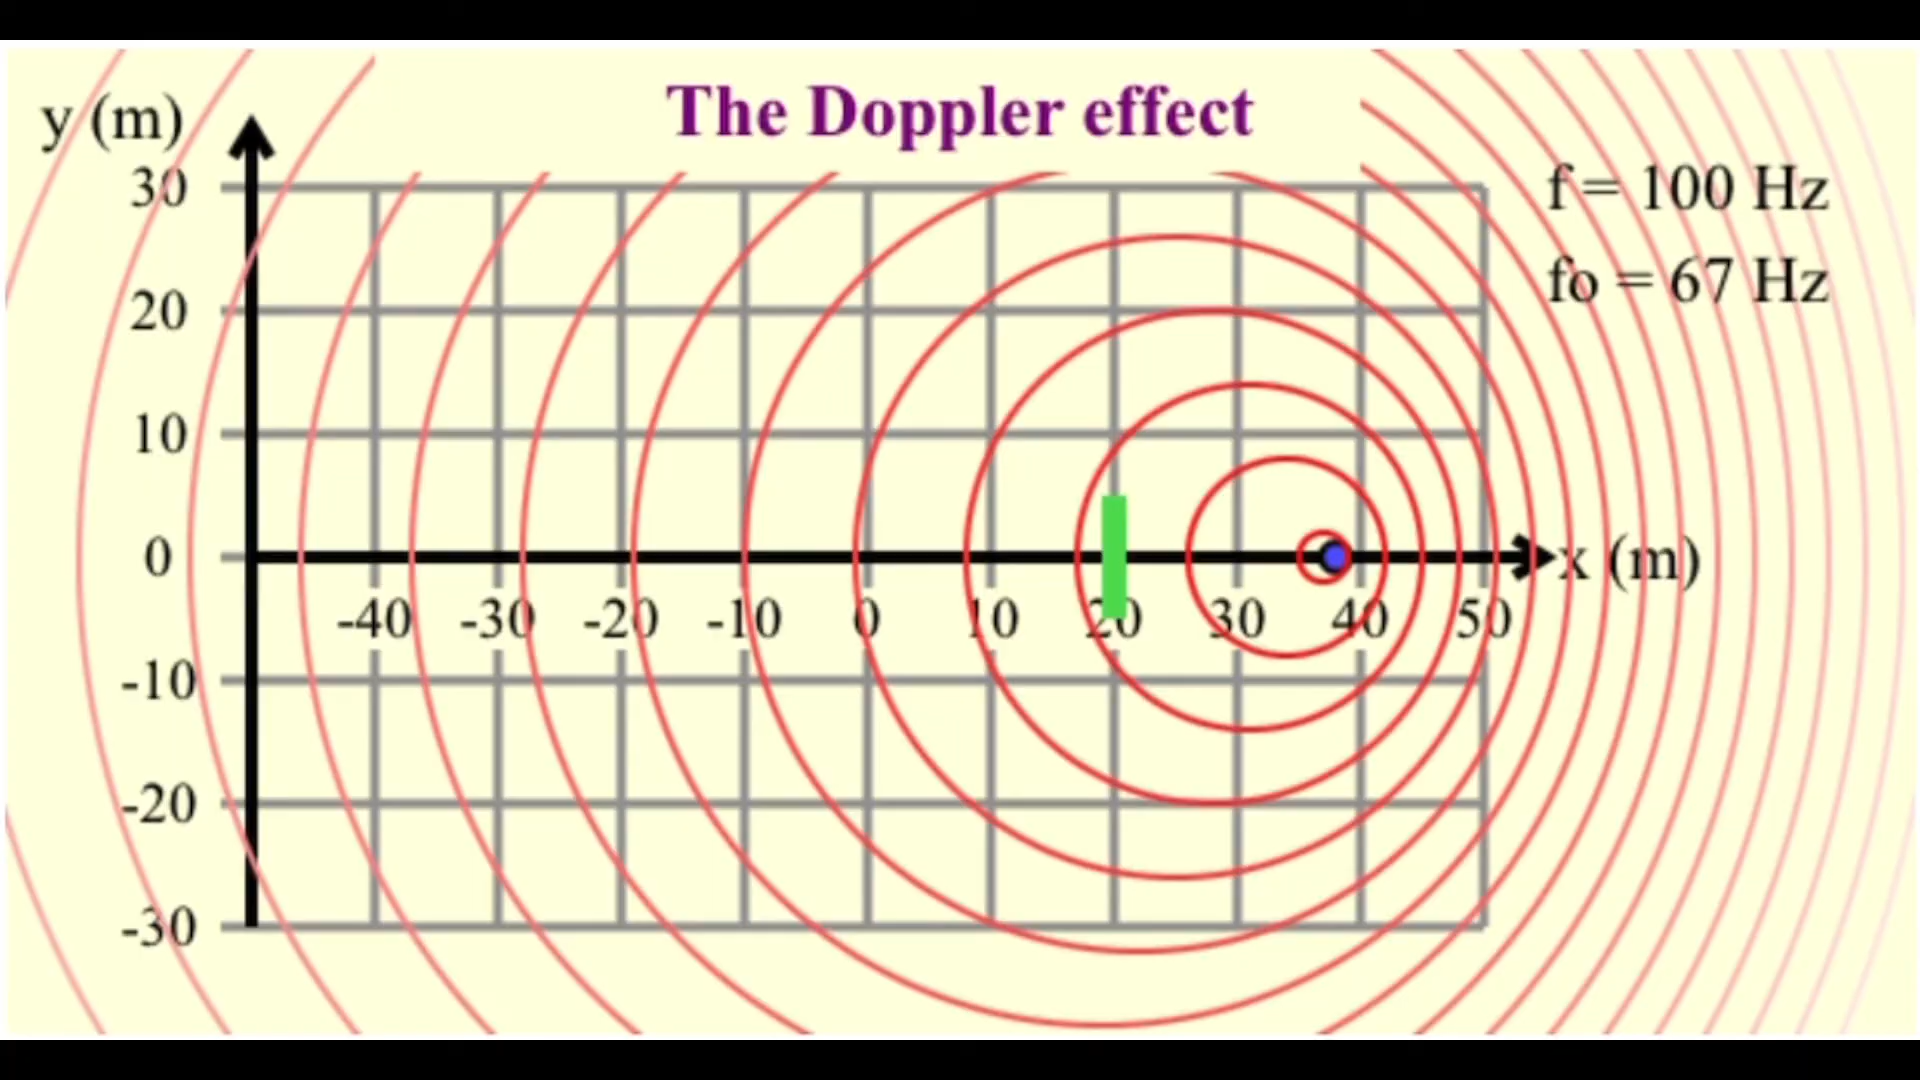 The Doppler effect
y (m)
f = 100 Hz
fo = 67 Hz
30
20
10
0
x (m)
-40 -30 -20 -10 0 10 20 30 40 50
-10
-20
-30